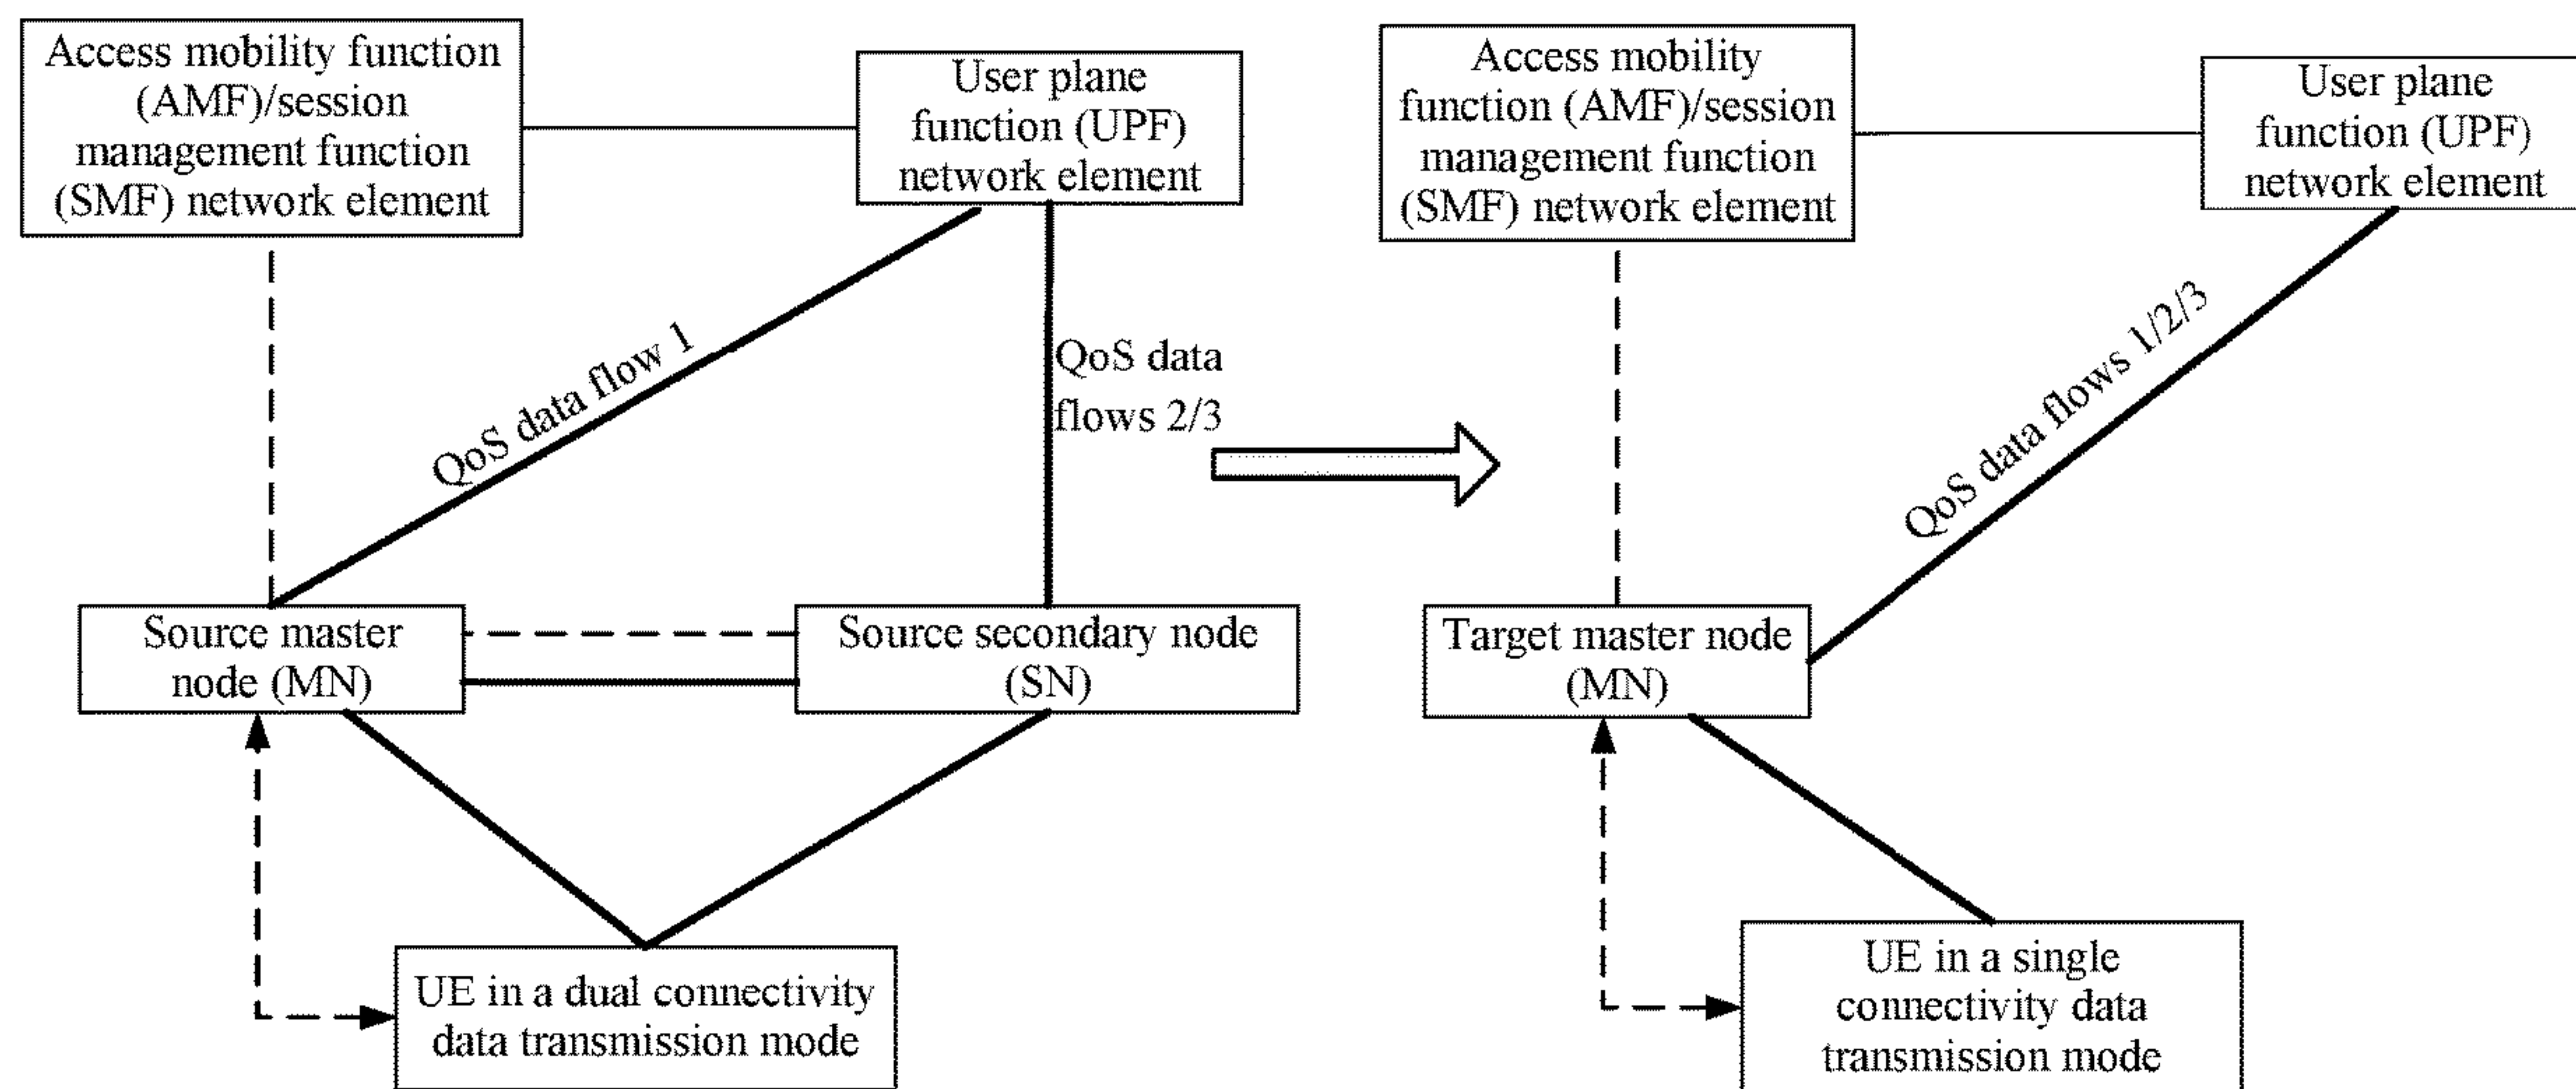 Access mobility function
(AMF)/session
management function
(SMF) network element
User plane
function (UPF)
network element
QoS data flow 1
QoS data
flows 2/3
Source master
node (MN)
Source secondary node
(SN)
UE in a dual connectivity
data transmission mode
Access mobility
function (AMF)/session
management function
(SMF) network element
User plane
function (UPF)
network element
QoS data flows 1/2/3
Target master node
(MN)
UE in a single
connectivity data
transmission mode